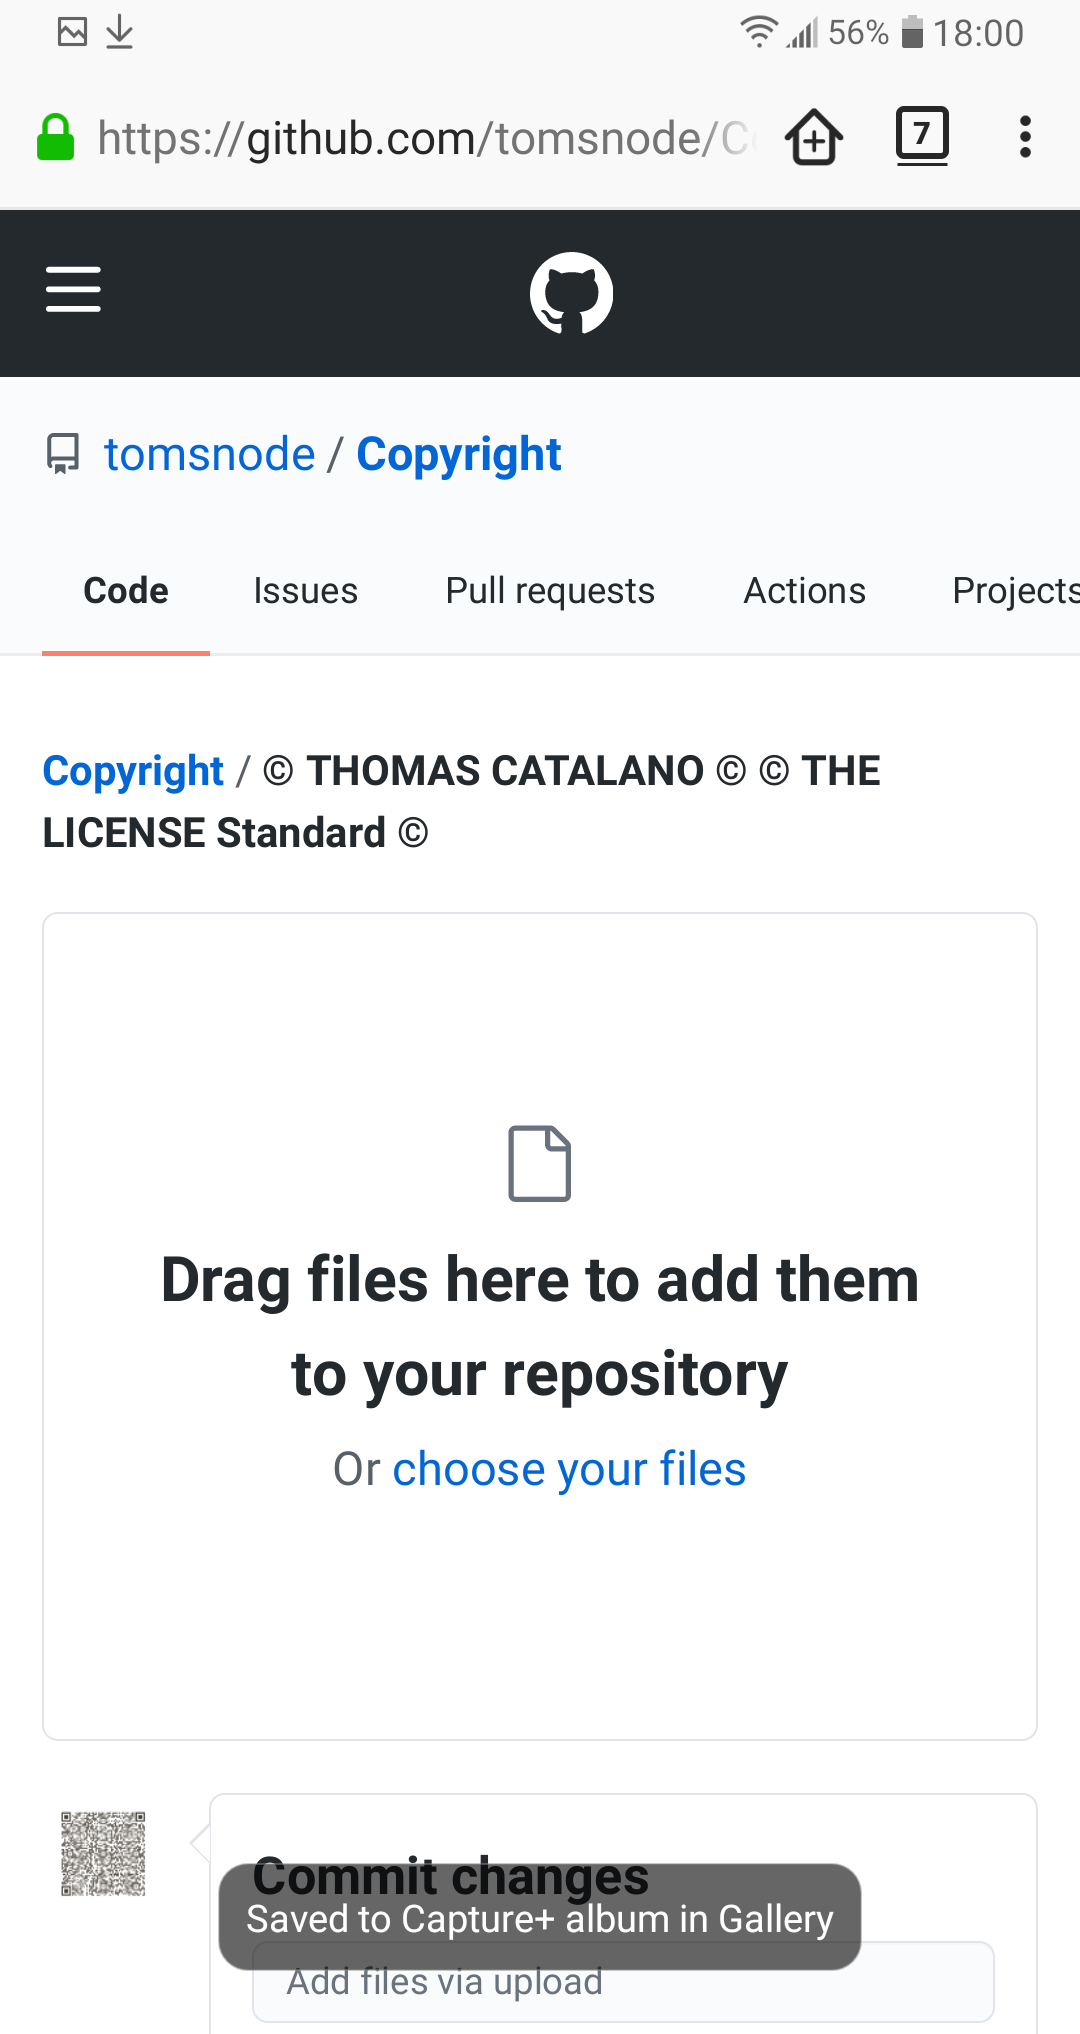 56% 18:00
https://github.com/tomsnode/C
7
tomsnode / Copyright
Code Issues Pull requests Actions Projects
Copyright / © THOMAS CATALANO © © THE
LICENSE Standard ©
Drag files here to add them
to your repository
Or choose your files
Commit changes
Saved to Capture+ album in Gallery
Add files via upload